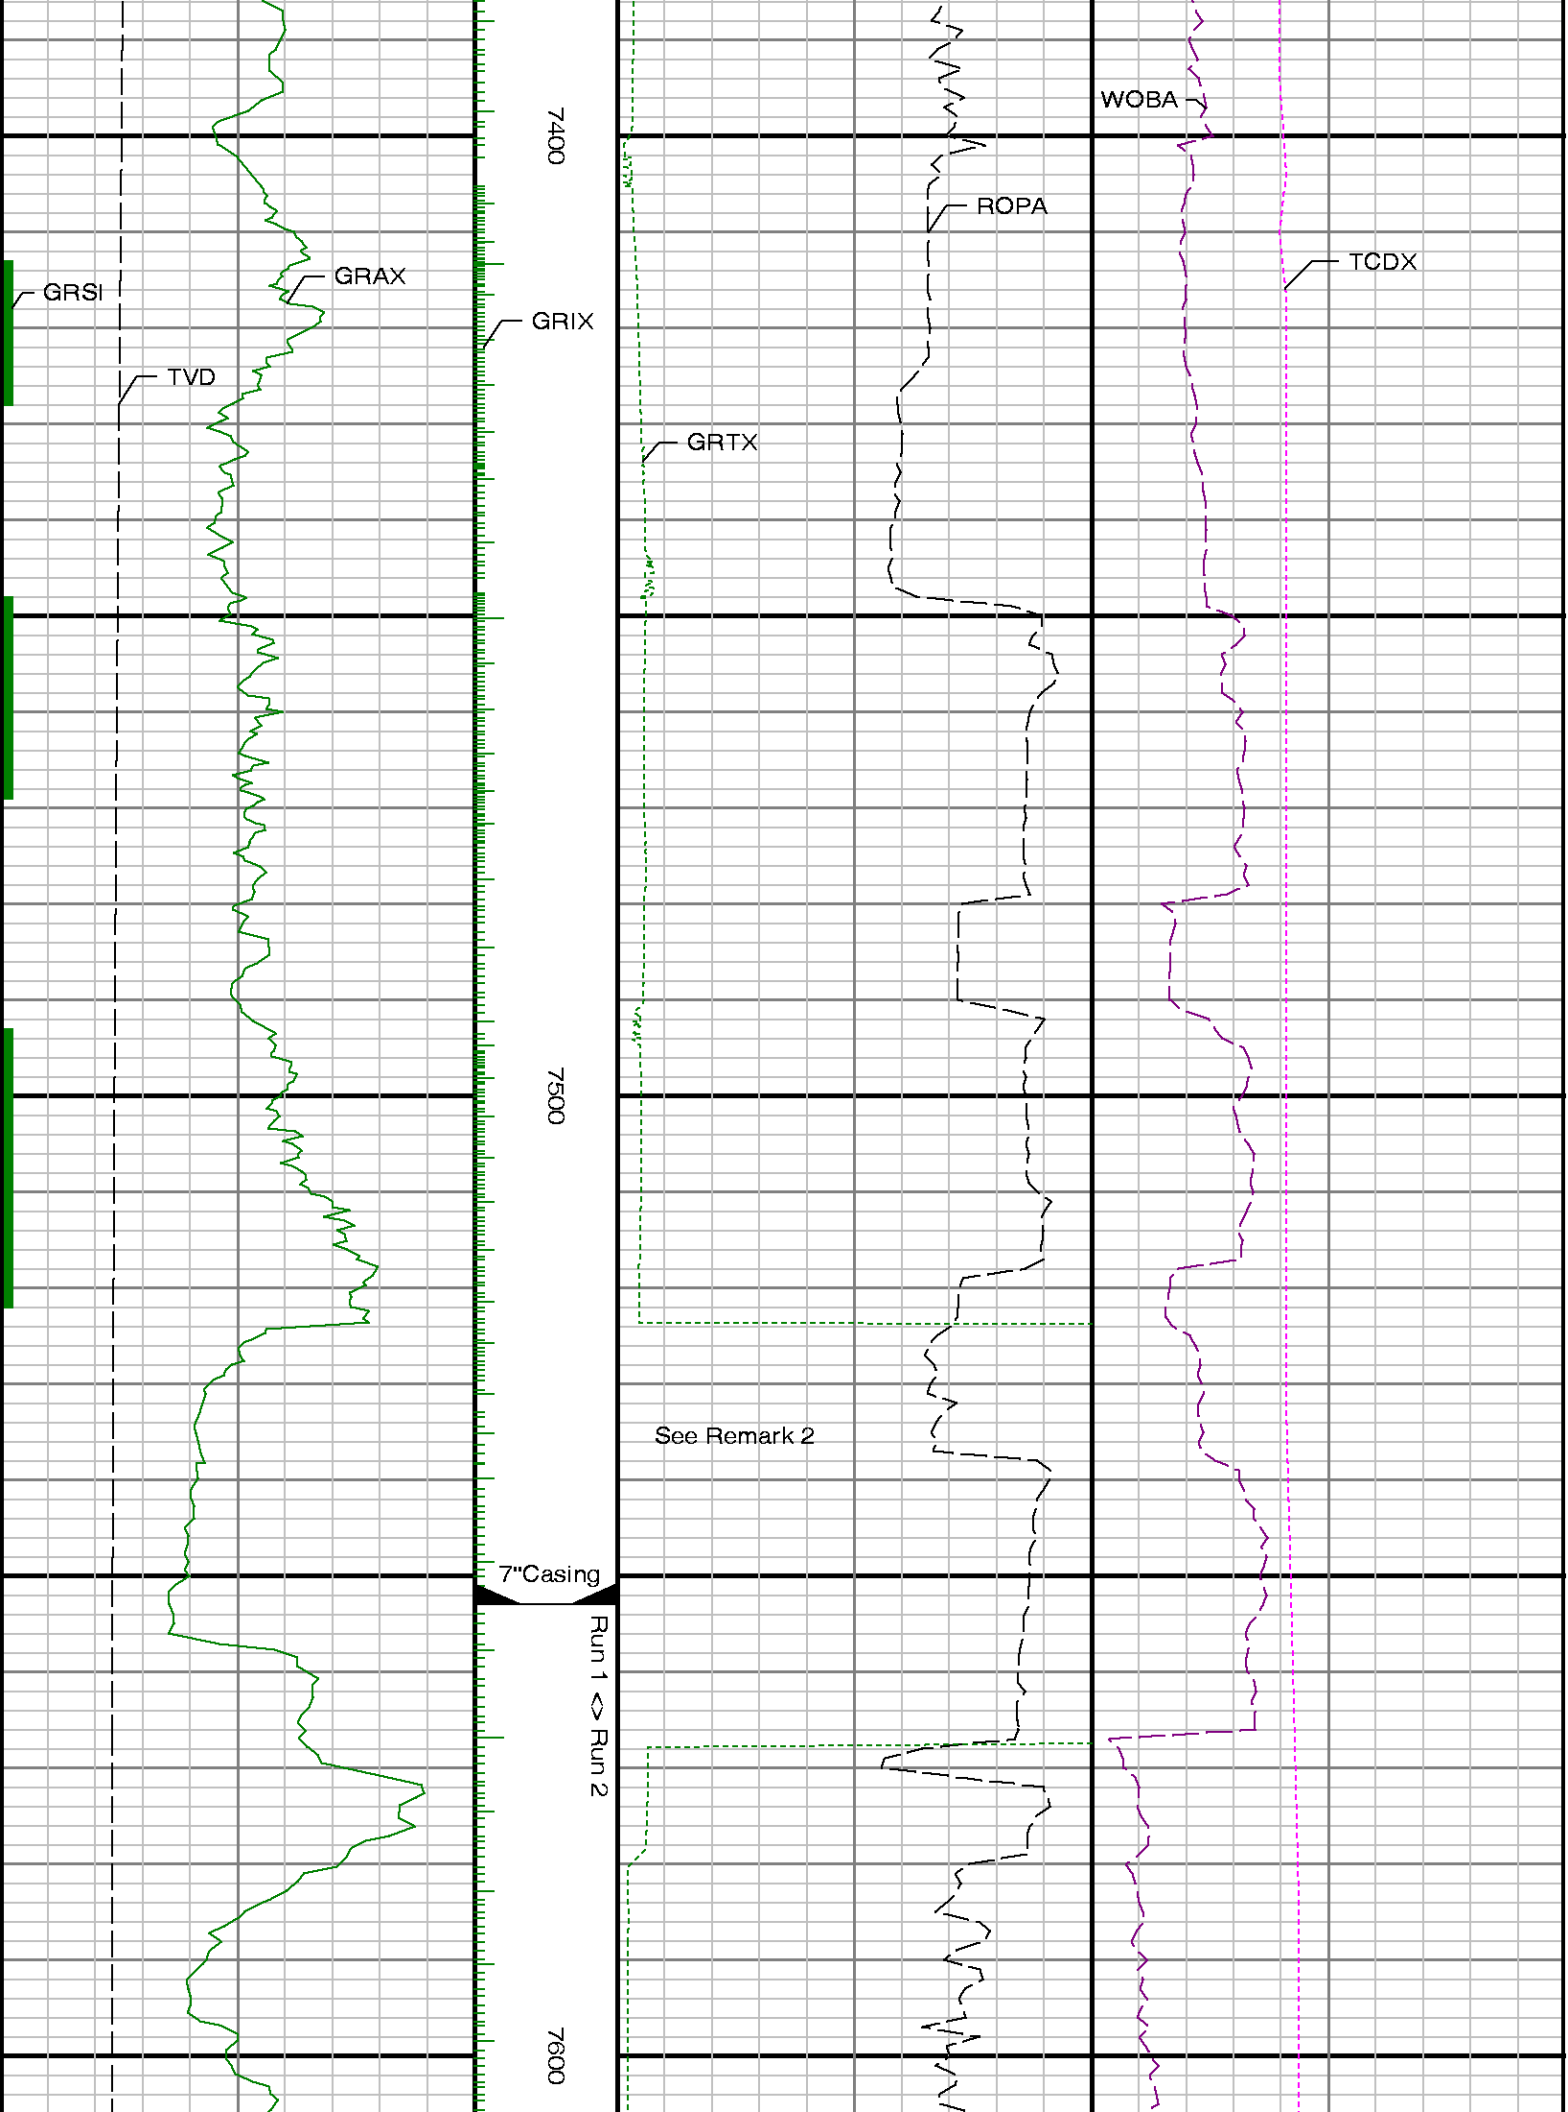 WOBA
7400
ROPA
TCDX
GRAX
GRSI
GRIX
TVD
GRTX
7500
See Remark 2
7"Casing
Run 1 <> Run 2
7600